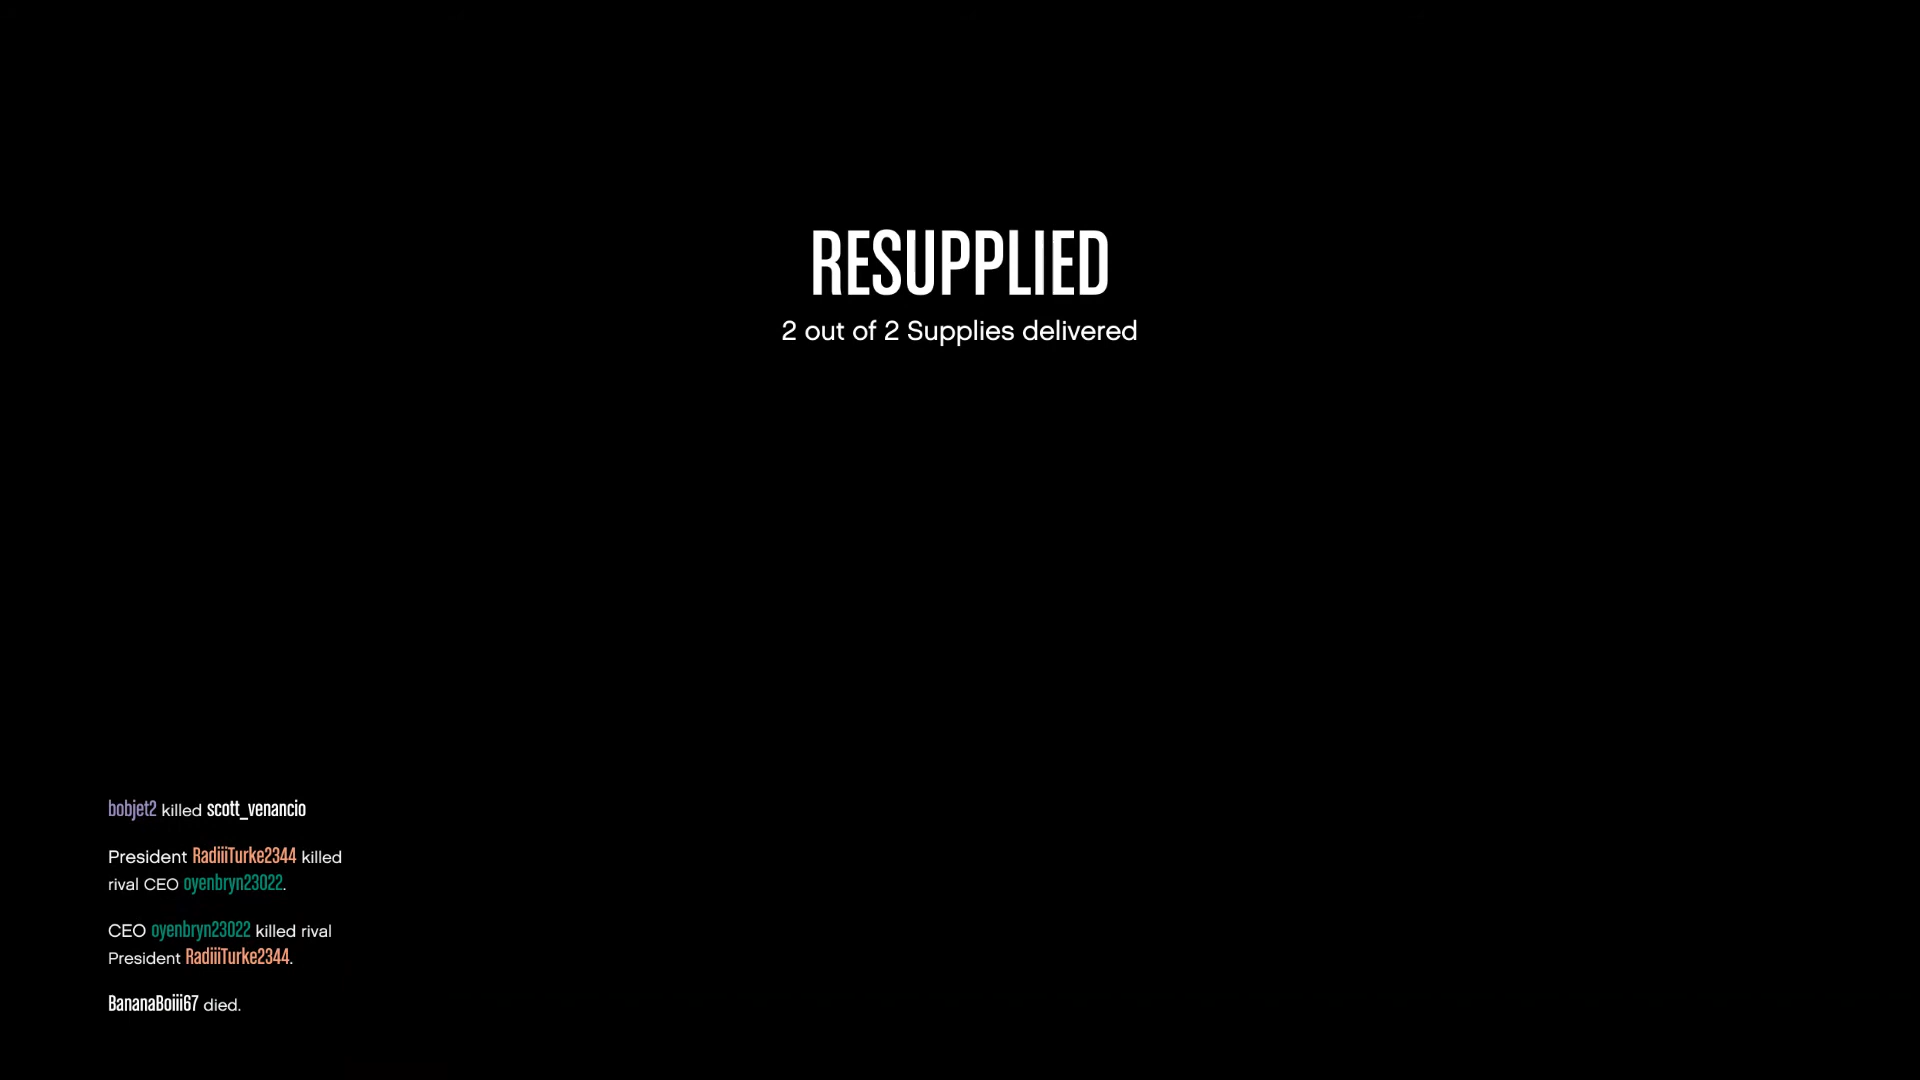 RESUPPLIED
2 out of 2 Supplies delivered
bobjet2 killed scott_venancio
President RadiiiTurke2344 killed
rival CEO oyenbryn23022.
CEO oyenbryn23022 killed rival
President RadiiiTurke2344.
BananaBoiii67 died.